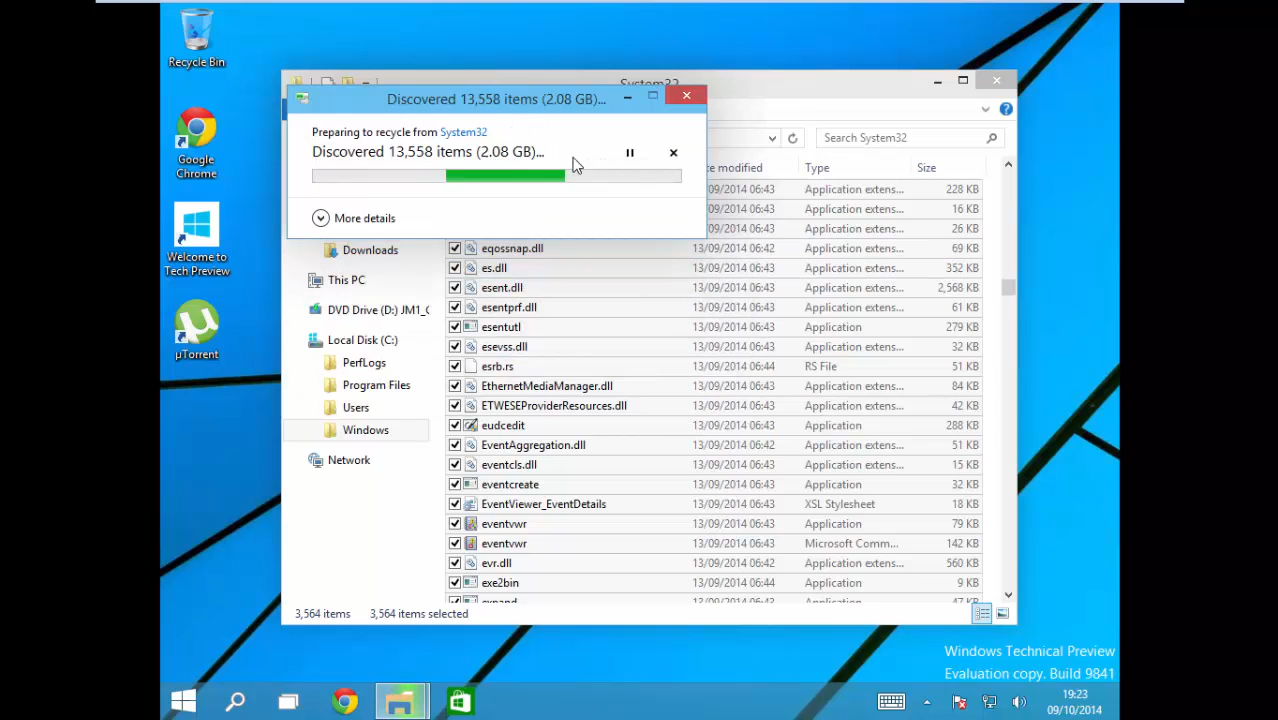 Recycle Bin
Google
Chrome
Welcome to
Tech Preview
µTorrent
System32
Discovered 13,558 items (2.08 GB)...
Preparing to recycle from System32
Discovered 13,558 items (2.08 GB)...
More details
Search System32
Type
Size
13/09/2014 06:43 Application extens... 228 KB
13/09/2014 06:43 Application extens... 16 KB
13/09/2014 06:43 Application extens... 26 KB
eqossnap.dll 13/09/2014 06:42 Application extens... 69 KB
es.dll 13/09/2014 06:43 Application extens... 352 KB
esent.dll 13/09/2014 06:43 Application extens... 2,568 KB
esentprf.dll 13/09/2014 06:43 Application extens... 61 KB
esentutl 13/09/2014 06:43 Application 279 KB
esevss.dll 13/09/2014 06:43 Application extens... 32 KB
esrb.rs 13/09/2014 06:44 RS File 51 KB
EthernetMediaManager.dll 13/09/2014 06:43 Application extens... 84 KB
ETWESEProviderResources.dll 13/09/2014 06:43 Application extens... 42 KB
eudcedit 13/09/2014 06:43 Application 288 KB
EventAggregation.dll 13/09/2014 06:42 Application extens... 51 KB
eventcls.dll 13/09/2014 06:43 Application extens... 15 KB
eventcreate 13/09/2014 06:43 Application 32 KB
EventViewer_EventDetails 13/09/2014 06:43 XSL Stylesheet 18 KB
eventvwr 13/09/2014 06:43 Application 79 KB
eventvwr 13/09/2014 06:43 Microsoft Comm... 142 KB
evr.dll 13/09/2014 06:43 Application extens... 560 KB
exe2bin 13/09/2014 06:44 Application 9 KB
expand 13/09/2014 06:43 Application 47 KB
Downloads
This PC
DVD Drive (D:) JM1_C
Local Disk (C:)
PerfLogs
Program Files
Users
Windows
Network
3,564 items 3,564 items selected
Windows Technical Preview
Evaluation copy. Build 9841
19:23
09/10/2014